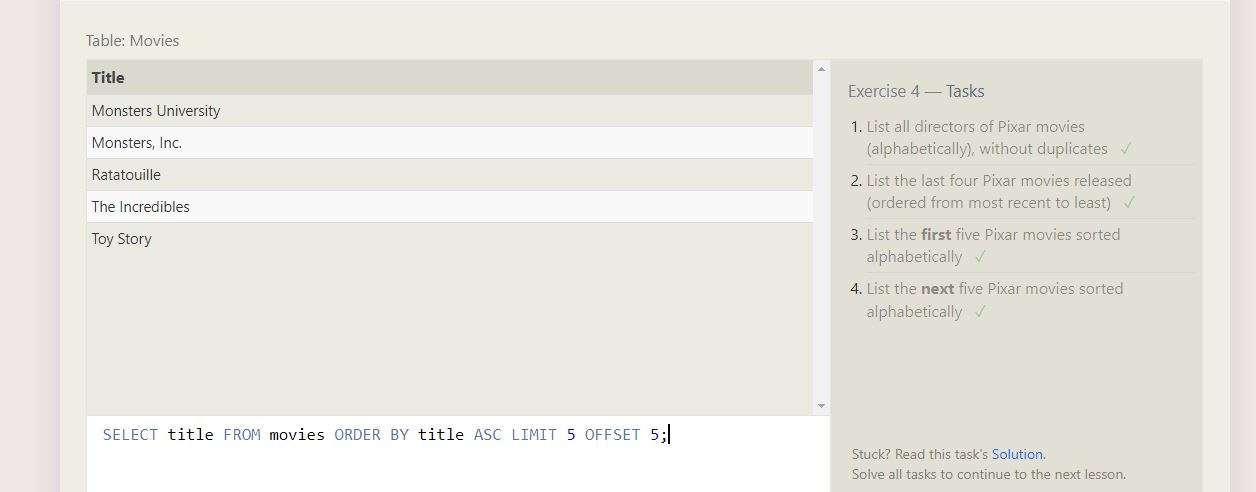 Table: Movies
Title
Monsters University
Monsters, Inc.
Ratatouille
The Incredibles
Toy Story
SELECT title FROM movies ORDER BY title ASC LIMIT 5 OFFSET 5;
Exercise 4 — Tasks
1. List all directors of Pixar movies
(alphabetically), without duplicates ✓
2. List the last four Pixar movies released
(ordered from most recent to least) ✓
3. List the first five Pixar movies sorted
alphabetically ✓
4. List the next five Pixar movies sorted
alphabetically ✓
Stuck? Read this task's Solution.
Solve all tasks to continue to the next lesson.